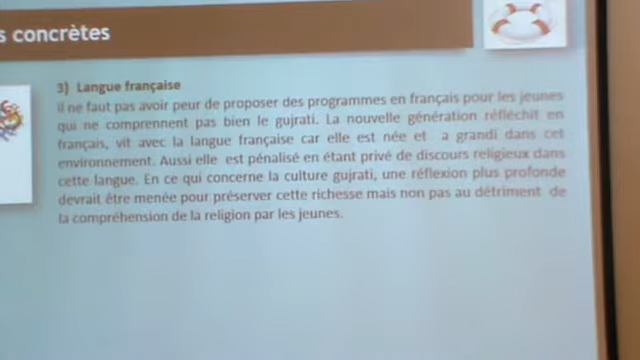 s concrètes
3) Langue française
Il ne faut pas avoir peur de proposer des programmes en français pour les jeunes
qui ne comprennent pas bien le gujrati. La nouvelle génération réfléchit en
français, vit avec la langue française car elle est née et a grandi dans cet
environnement. Aussi elle est pénalisé en étant privé de discours religieux dans
cette langue. En ce qui concerne la culture gujrati, une réflexion plus profonde
devrait être menée pour préserver cette richesse mais non pas au détriment de
la compréhension de la religion par les jeunes.